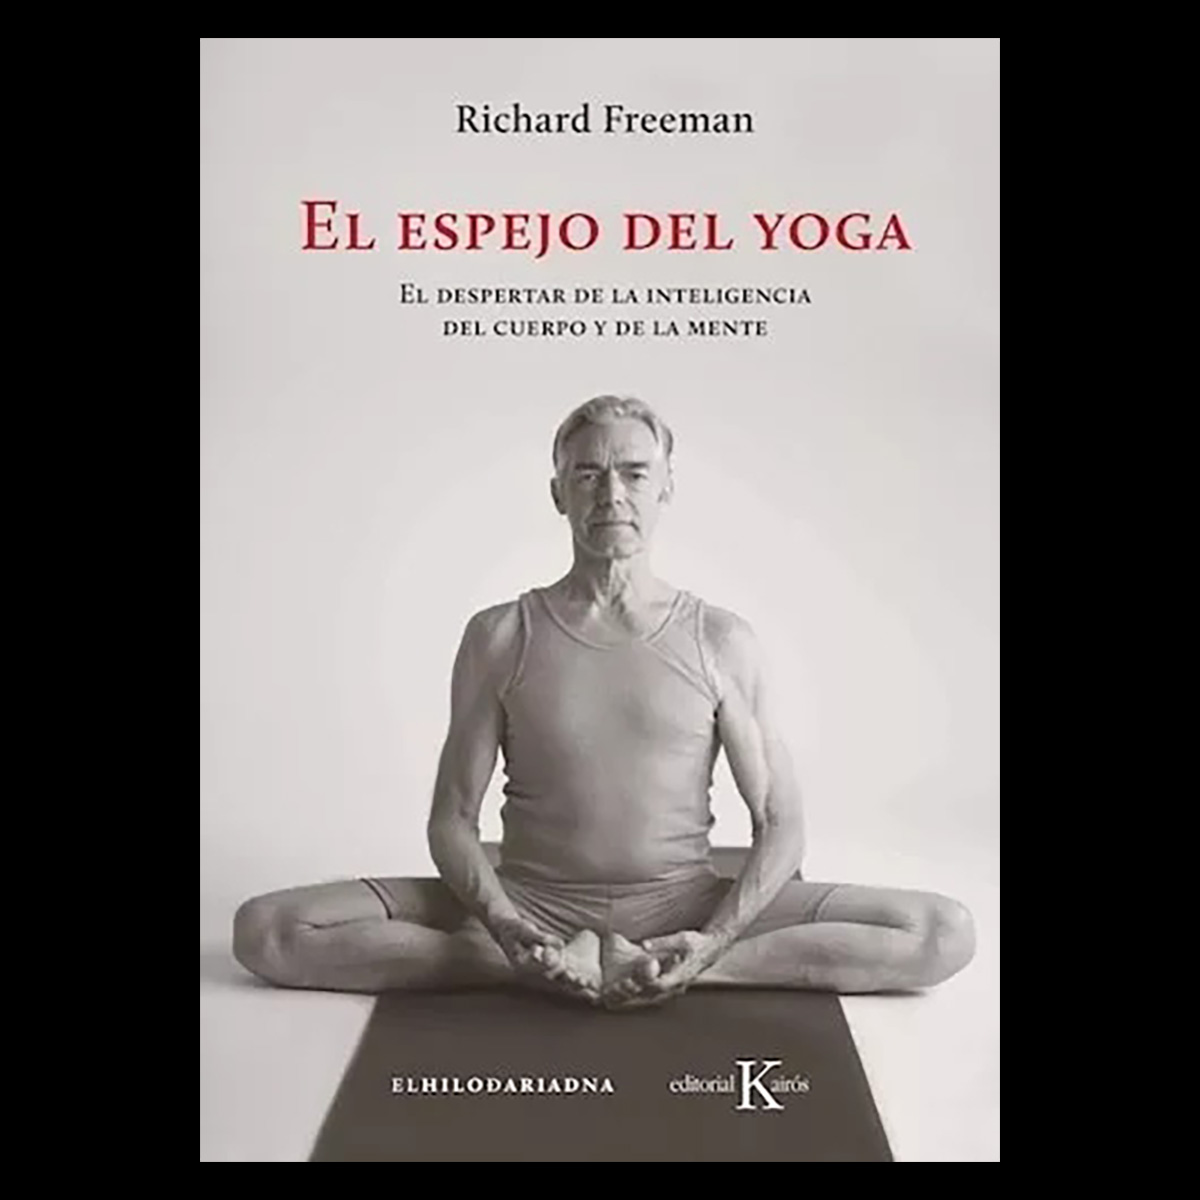 Richard Freeman
El espejo del yoga
El despertar de la inteligencia
del cuerpo y de la mente
ELHILODARIADNA
editorial Kairós